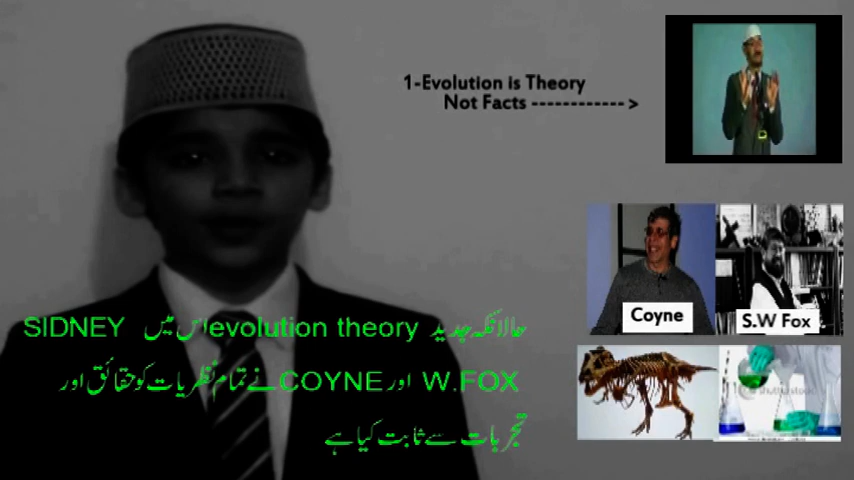 1-Evolution is Theory
Not Facts ------------>
Coyne
S.W Fox
حالانکہ جدید evolution theory اس میں SIDNEY
W.FOX اور COYNE نے تمام نظریات کو حقائق اور
تجربات سے ثابت کیا ہے